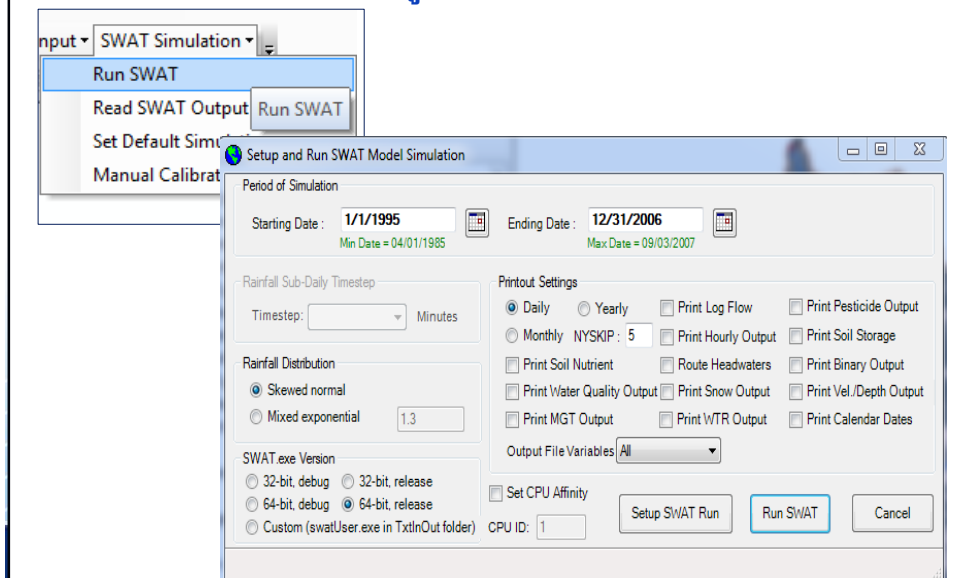 nput SWAT Simulation
Run SWAT
Read SWAT Output Run SWAT
Set Default
Manual
Setup and Run SWAT Model Simulation
Period of Simulation
Starting Date : 1/1/1995 Ending Date : 12/31/2006
Min Date = 04/01/1985 Max Date = 09/03/2007
Rainfall Sub-Daily Timestep
Timestep: Minutes
Rainfall Distribution
Skewed normal
Mixed exponential 1.3
SWAT.exe Version
32-bit, debug 32-bit, release
64-bit, debug 64-bit, release
Custom (swatUser.exe in TxtInOut folder)
Printout Settings
Daily Yearly Print Log Flow Print Pesticide Output
Monthly NYSKIP : 5 Print Hourly Output Print Soil Storage
Print Soil Nutrient Route Headwaters Print Binary Output
Print Water Quality Output Print Snow Output Print Vel./Depth Output
Print MGT Output Print WTR Output Print Calendar Dates
Output File Variables All
Set CPU Affinity
CPU ID: 1
Setup SWAT Run Run SWAT Cancel